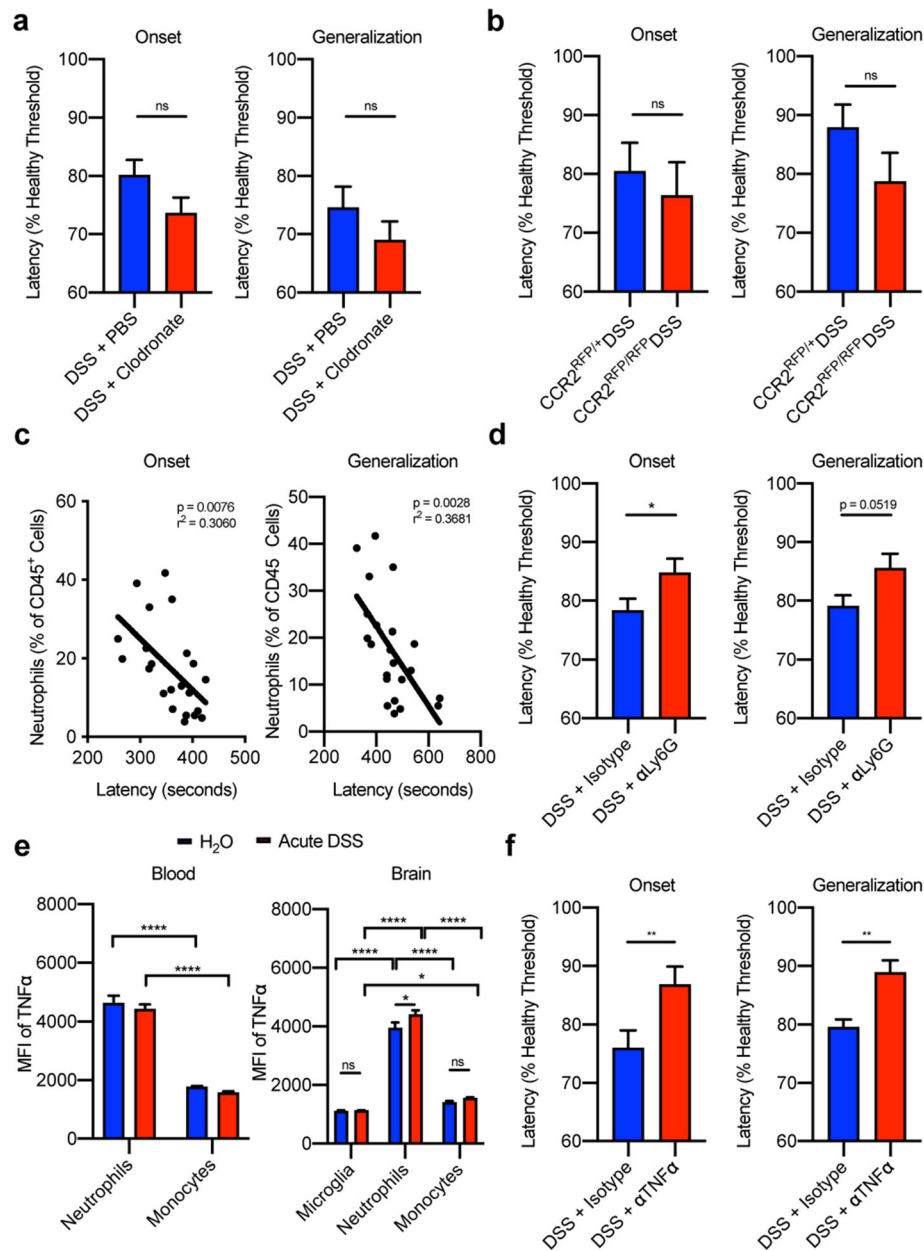 a
Onset
Generalization
Latency (% Healthy Threshold)
100
90
80
70
60
ns
DSS + PBS
DSS + Clodronate
Latency (% Healthy Threshold)
100
90
80
70
60
ns
DSS + PBS
DSS + Clodronate
b
Onset
Generalization
Latency (% Healthy Threshold)
100
90
80
70
60
ns
CCR2RFP/+DSS
CCR2RFP/RFPDSS
Latency (% Healthy Threshold)
100
90
80
70
60
ns
CCR2RFP/+DSS
CCR2RFP/RFPDSS
c
Onset
Neutrophils (% of CD45+ Cells)
60
40
20
0
p = 0.0076
r2 = 0.3060
200 300 400 500
Latency (seconds)
Generalization
Neutrophils (% of CD45 Cells)
50
40
30
20
10
0
p = 0.0028
r2 = 0.3681
200 400 600 800
Latency (seconds)
d
Onset
Latency (% Healthy Threshold)
100
90
80
70
60
*
DSS + Isotype
DSS + αLy6G
Generalization
Latency (% Healthy Threshold)
100
90
80
70
60
p = 0.0519
DSS + Isotype
DSS + αLy6G
e
H2O Acute DSS
Blood
MFI of TNFα
8000
6000
4000
2000
0
****
****
Neutrophils
Monocytes
Brain
MFI of TNFα
8000
6000
4000
2000
0
**** ****
**** ****
*
*
ns
ns
Microglia
Neutrophils
Monocytes
f
Onset
Latency (% Healthy Threshold)
100
90
80
70
60
**
DSS + Isotype
DSS + αTNFα
Generalization
Latency (% Healthy Threshold)
100
90
80
70
60
**
DSS + Isotype
DSS + αTNFα